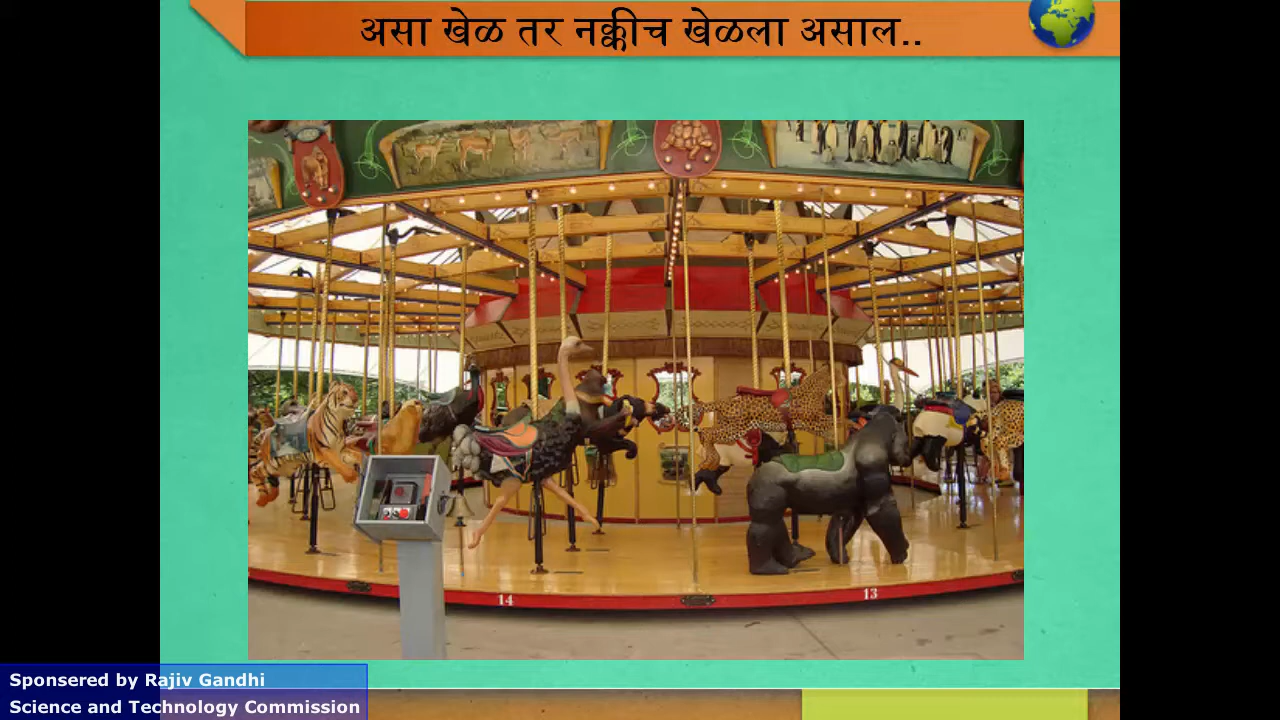 असा खेळ तर नक्कीच खेळला असाल..
14
13
Sponsered by Rajiv Gandhi
Science and Technology Commission